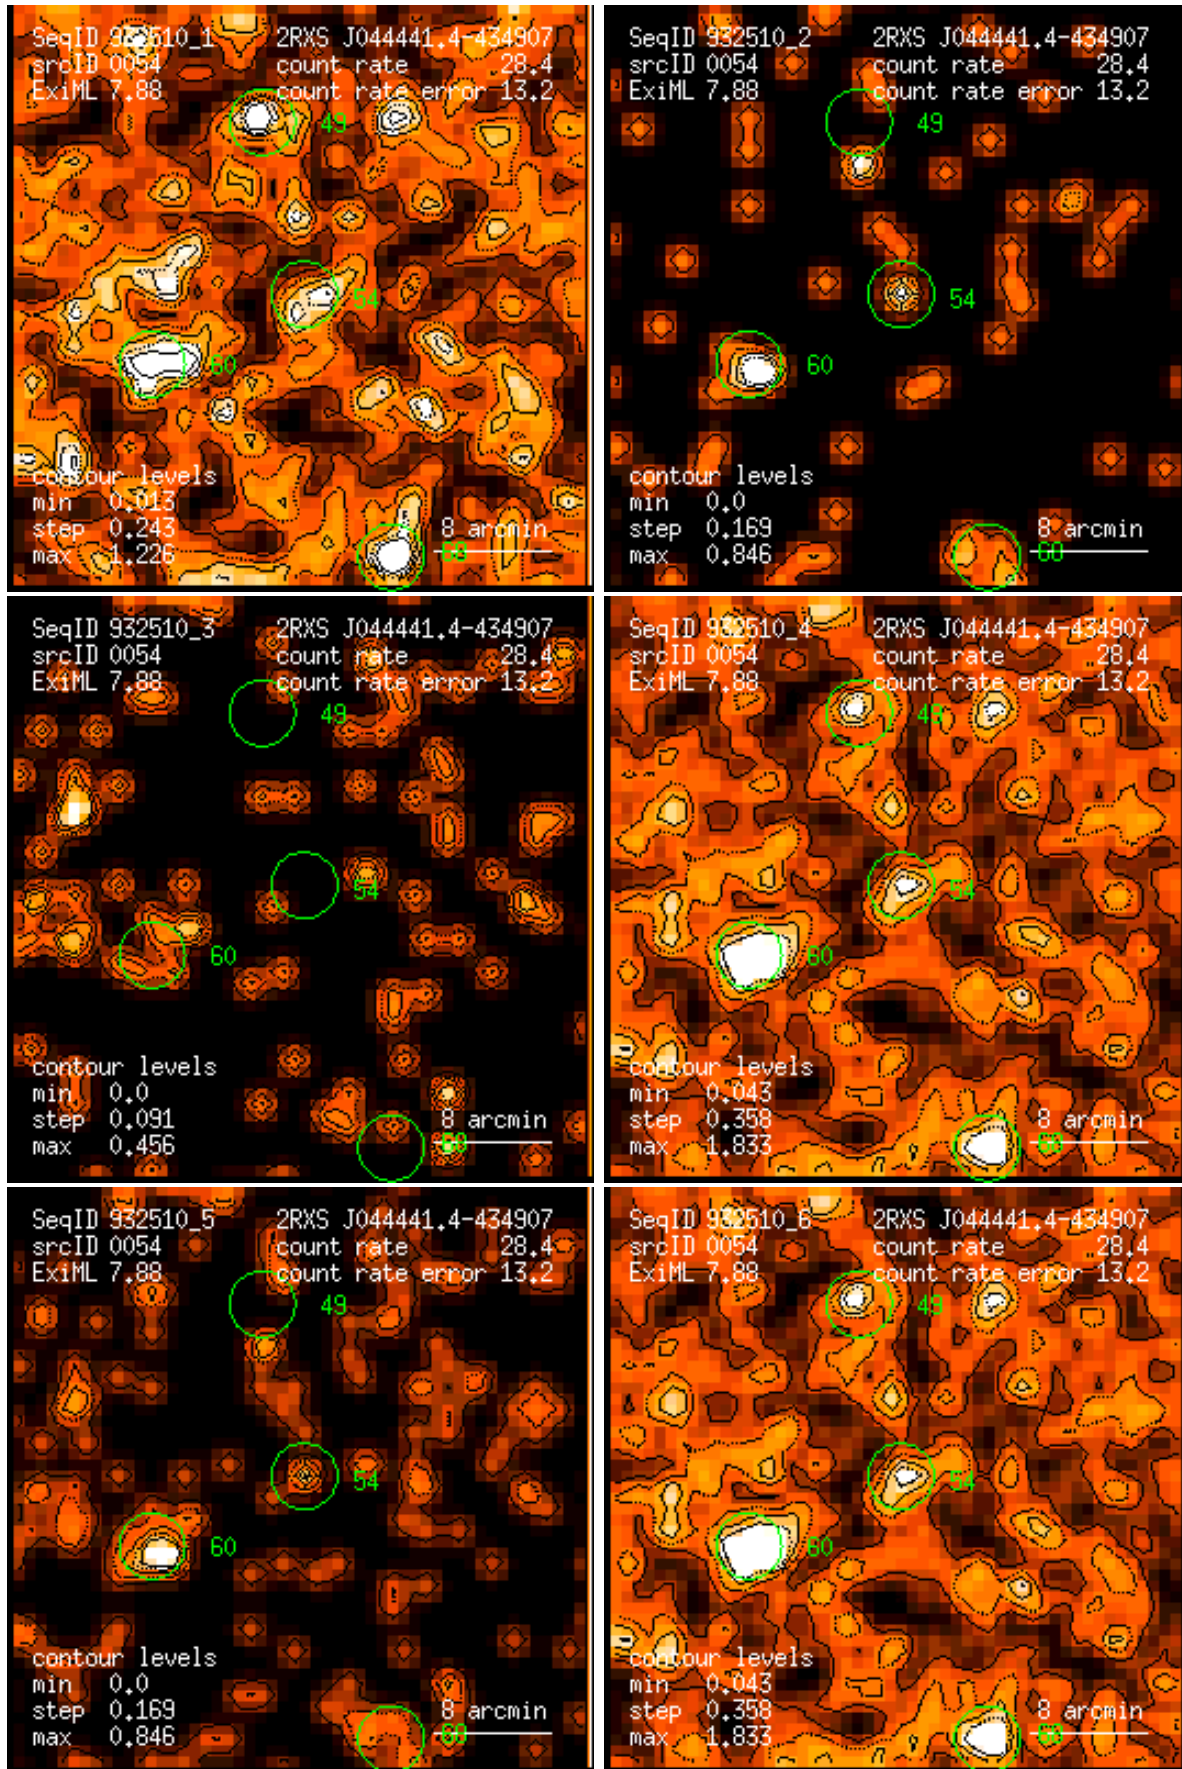 SeqID 932510_1 2RXS J044441.4-434907
srcID 0054 count rate 28.4
ExiML 7.88 count rate error 13.2
49
54
60
contour levels
min 0.013
step 0.243 8 arcmin
max 1.226
SeqID 932510_2 2RXS J044441.4-434907
srcID 0054 count rate 28.4
ExiML 7.88 count rate error 13.2
49
54
60
contour levels
min 0.0
step 0.169 8 arcmin
max 0.846
SeqID 932510_3 2RXS J044441.4-434907
srcID 0054 count rate 28.4
ExiML 7.88 count rate error 13.2
49
54
60
contour levels
min 0.0
step 0.091 8 arcmin
max 0.456
SeqID 932510_4 2RXS J044441.4-434907
srcID 0054 count rate 28.4
ExiML 7.88 count rate error 13.2
49
54
60
contour levels
min 0.043
step 0.358 8 arcmin
max 1.833
SeqID 932510_5 2RXS J044441.4-434907
srcID 0054 count rate 28.4
ExiML 7.88 count rate error 13.2
49
54
60
contour levels
min 0.0
step 0.169 8 arcmin
max 0.846
SeqID 932510_6 2RXS J044441.4-434907
srcID 0054 count rate 28.4
ExiML 7.88 count rate error 13.2
49
54
60
contour levels
min 0.043
step 0.358 8 arcmin
max 1.833